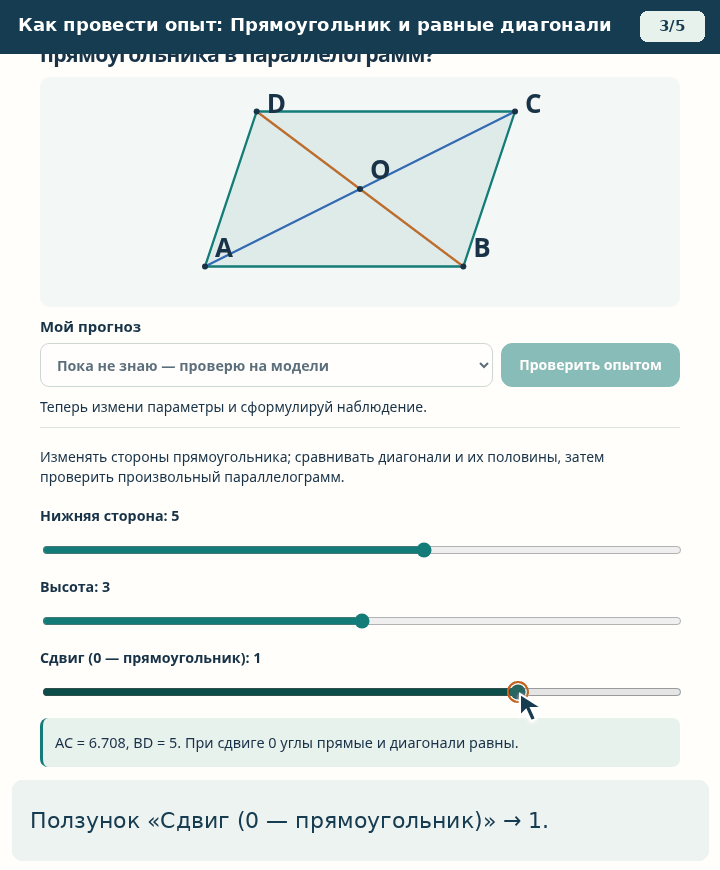 Как провести опыт: Прямоугольник и равные диагонали
3/5
прямоугольника в параллелограмм?
D
C
O
A
B
Мой прогноз
Пока не знаю — проверю на модели
Проверить опытом
Теперь измени параметры и сформулируй наблюдение.
Изменять стороны прямоугольника; сравнивать диагонали и их половины, затем
проверить произвольный параллелограмм.
Нижняя сторона: 5
Высота: 3
Сдвиг (0 — прямоугольник): 1
AC = 6.708, BD = 5. При сдвиге 0 углы прямые и диагонали равны.
Ползунок «Сдвиг (0 — прямоугольник)» → 1.